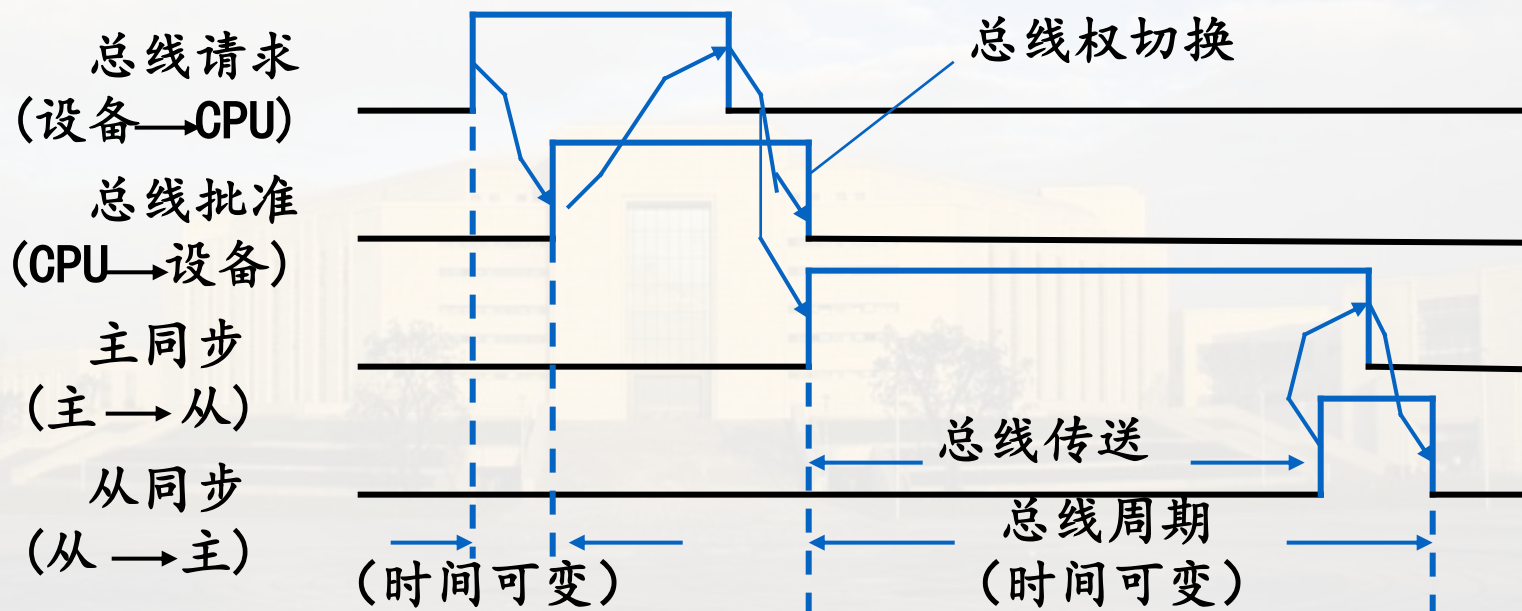 总线请求
(设备→CPU)
总线权切换
总线批准
(CPU→设备)
主同步
(主→从)
总线传送
从同步
(从→主)
总线周期
(时间可变)
(时间可变)